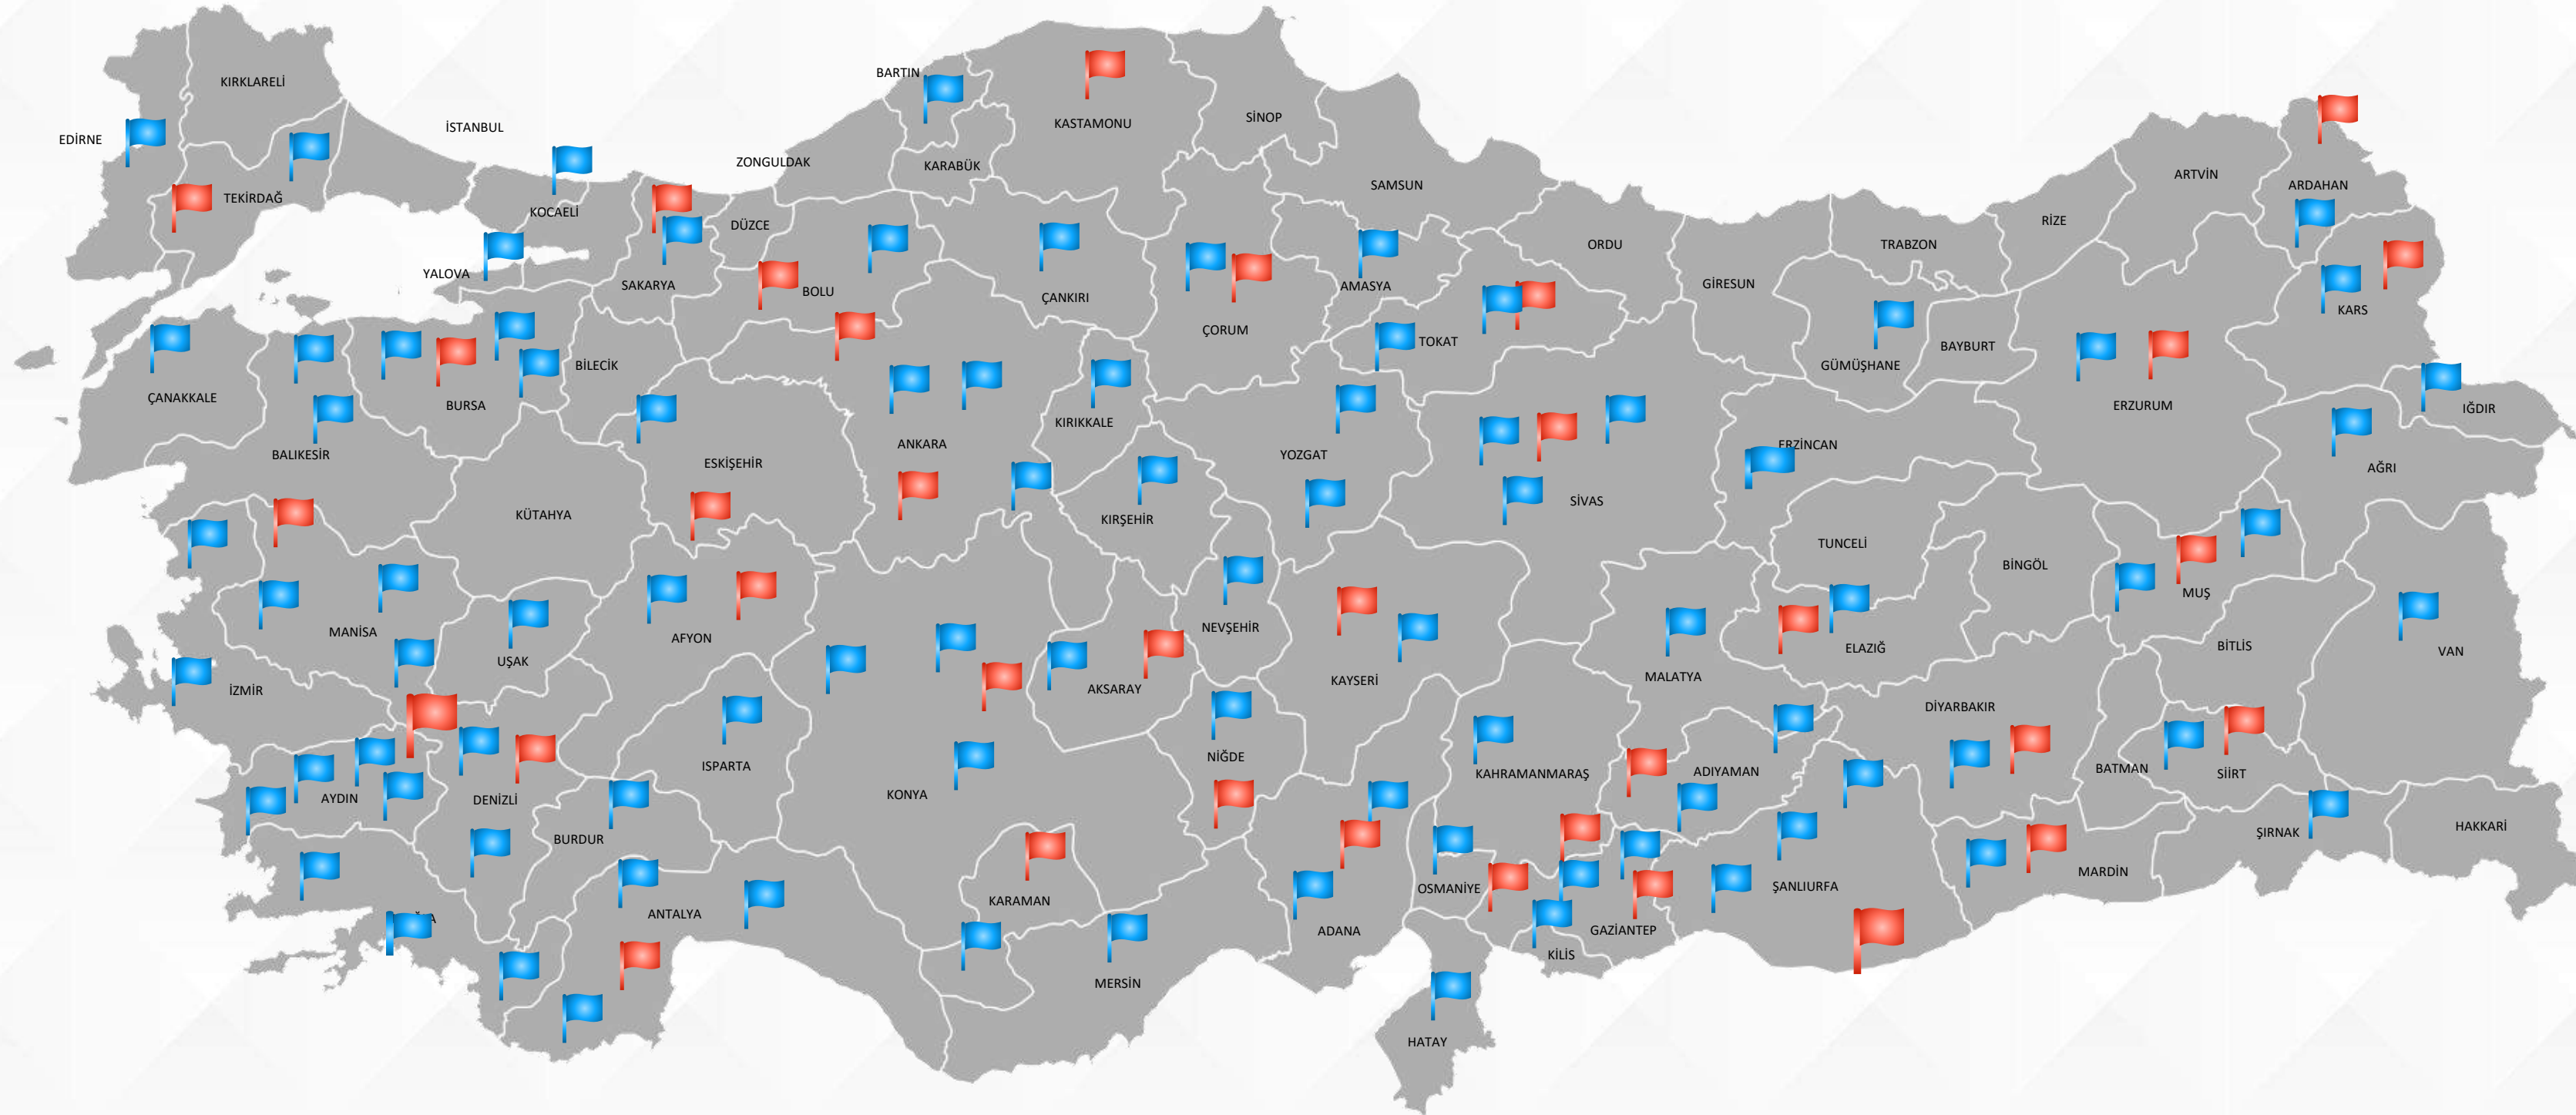 KIRKLARELİ
EDİRNE
TEKİRDAĞ
İSTANBUL
KOCAELİ
YALOVA
SAKARYA
DÜZCE
ZONGULDAK
BARTIN
KARABÜK
KASTAMONU
SİNOP
SAMSUN
BOLU
ÇANKIRI
ÇORUM
AMASYA
TOKAT
ORDU
GİRESUN
TRABZON
RİZE
ARTVİN
ARDAHAN
KARS
GÜMÜŞHANE
BAYBURT
ERZURUM
IĞDIR
AĞRI
ÇANAKKALE
BALIKESİR
BURSA
BİLECİK
ESKİŞEHİR
KÜTAHYA
ANKARA
KIRIKKALE
KIRŞEHİR
YOZGAT
SİVAS
ERZİNCAN
TUNCELİ
BİNGÖL
MUŞ
BİTLİS
VAN
MANİSA
İZMİR
UŞAK
AFYON
AKSARAY
NEVŞEHİR
KAYSERİ
MALATYA
ELAZIĞ
DİYARBAKIR
BATMAN
SİİRT
ŞIRNAK
HAKKARİ
AYDIN
DENİZLİ
BURDUR
ISPARTA
KONYA
NİĞDE
KAHRAMANMARAŞ
ADIYAMAN
ŞANLIURFA
MARDİN
ANTALYA
KARAMAN
MERSİN
ADANA
OSMANİYE
GAZİANTEP
KİLİS
HATAY